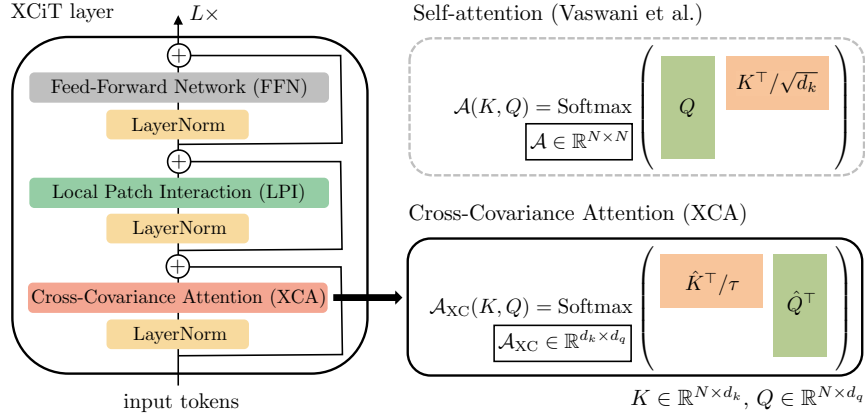 XCiT layer
L×
+
Feed-Forward Network (FFN)
LayerNorm
+
Local Patch Interaction (LPI)
LayerNorm
+
Cross-Covariance Attention (XCA)
LayerNorm
input tokens
Self-attention (Vaswani et al.)
𝒜(K, Q) = Softmax ( Q K⊤/√d_k )
𝒜 ∈ ℝ^{N×N}
Cross-Covariance Attention (XCA)
𝒜_XC(K, Q) = Softmax ( K̂⊤/τ Q̂⊤ )
𝒜_XC ∈ ℝ^{d_k×d_q}
K ∈ ℝ^{N×d_k}, Q ∈ ℝ^{N×d_q}